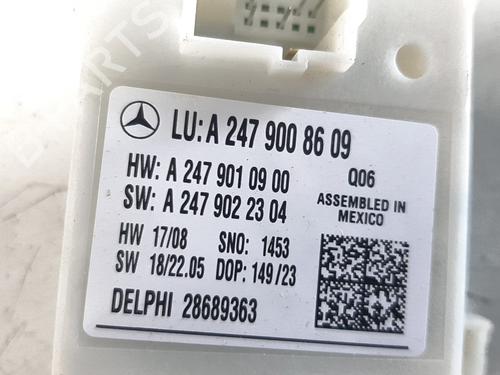 LU: A 247 900 86 09
HW: A 247 901 09 00
Q06
SW: A 247 902 23 04
ASSEMBLED IN
MEXICO
HW 17/08 SNO: 1453
SW 18/22.05 DOP: 149/23
DELPHI 28689363